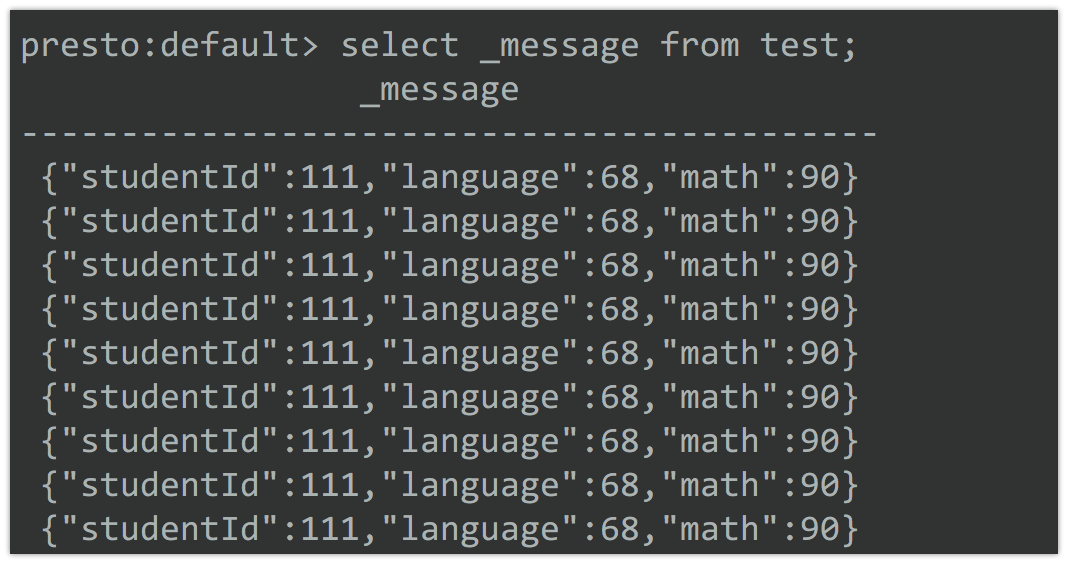 presto:default> select _message from test;
_message
-------------------------------------------
{"studentId":111,"language":68,"math":90}
{"studentId":111,"language":68,"math":90}
{"studentId":111,"language":68,"math":90}
{"studentId":111,"language":68,"math":90}
{"studentId":111,"language":68,"math":90}
{"studentId":111,"language":68,"math":90}
{"studentId":111,"language":68,"math":90}
{"studentId":111,"language":68,"math":90}
{"studentId":111,"language":68,"math":90}